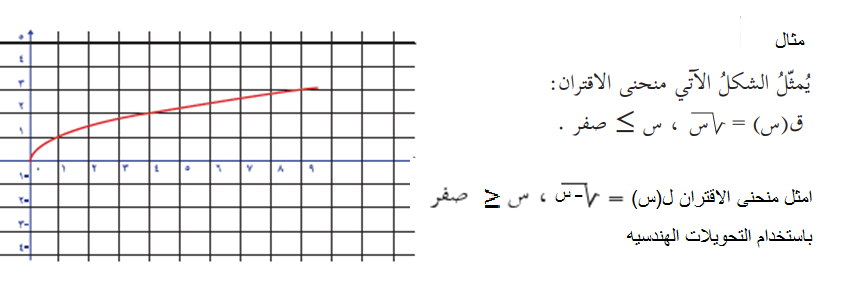 مثال
يُمثّلُ الشكلُ الآتي منحنى الاقتران:
ق(س) = √س ، س ≥ صفر .
امثل منحنى الاقتران ل(س) = √-س ، س ≤ صفر
باستخدام التحويلات الهندسيه
٥
٤
٣
٢
١
٠ ١ ٢ ٣ ٤ ٥ ٦ ٧ ٨ ٩
١-
٢-
٣-
٤-